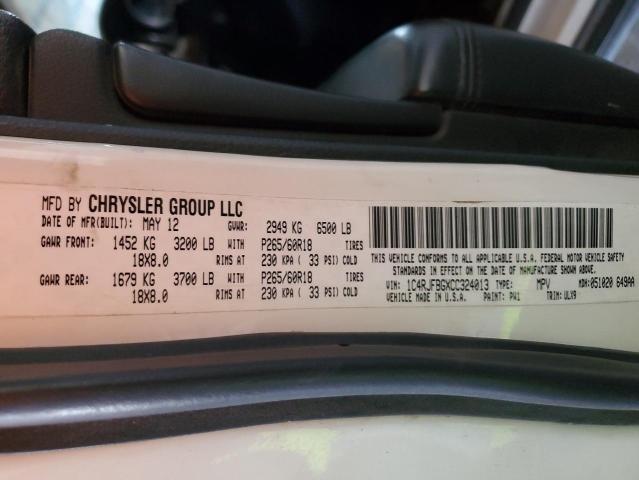 MFD BY CHRYSLER GROUP LLC
DATE OF MFR(BUILT): MAY 12 GVWR: 2949 KG 6500 LB
GAWR FRONT: 1452 KG 3200 LB WITH P265/60R18 TIRES
18X8.0 RIMS AT 230 KPA ( 33 PSI) COLD
GAWR REAR: 1679 KG 3700 LB WITH P265/60R18 TIRES
18X8.0 RIMS AT 230 KPA ( 33 PSI) COLD
THIS VEHICLE CONFORMS TO ALL APPLICABLE U.S.A. FEDERAL MOTOR VEHICLE SAFETY
STANDARDS IN EFFECT ON THE DATE OF MANUFACTURE SHOWN ABOVE.
VIN: 1C4RJFBGXCC324013 TYPE: MPV MDH:051020 649AA
VEHICLE MADE IN U.S.A. PAINT: PW1 TRIM: ULX9